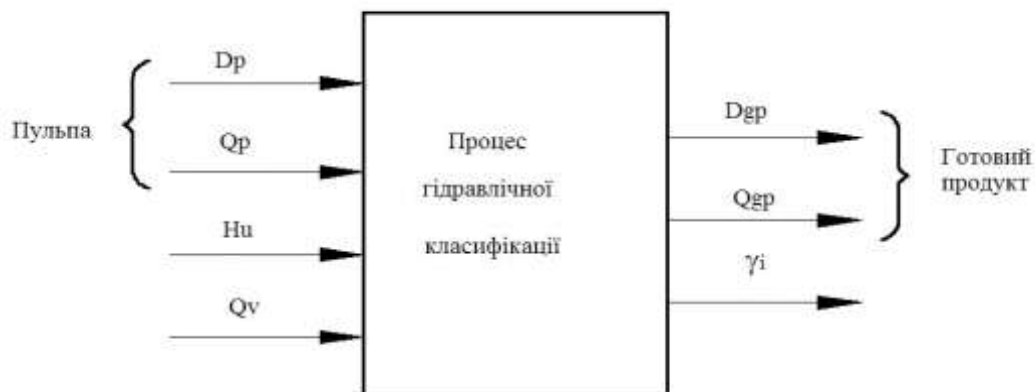 Пульпа
Dp
Qp
Hu
Qv
Процес
гідравлічної
класифікації
Dgp
Qgp
γi
Готовий
продукт